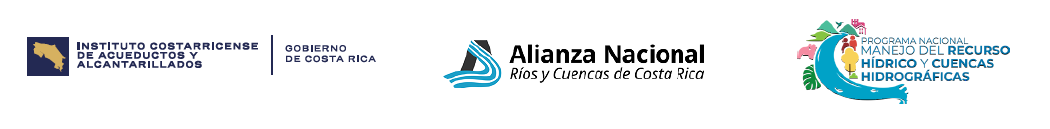 INSTITUTO COSTARRICENSE
DE ACUEDUCTOS Y
ALCANTARILLADOS
GOBIERNO
DE COSTA RICA
Alianza Nacional
Ríos y Cuencas de Costa Rica
PROGRAMA NACIONAL
MANEJO DEL RECURSO
HÍDRICO Y CUENCAS
HIDROGRÁFICAS